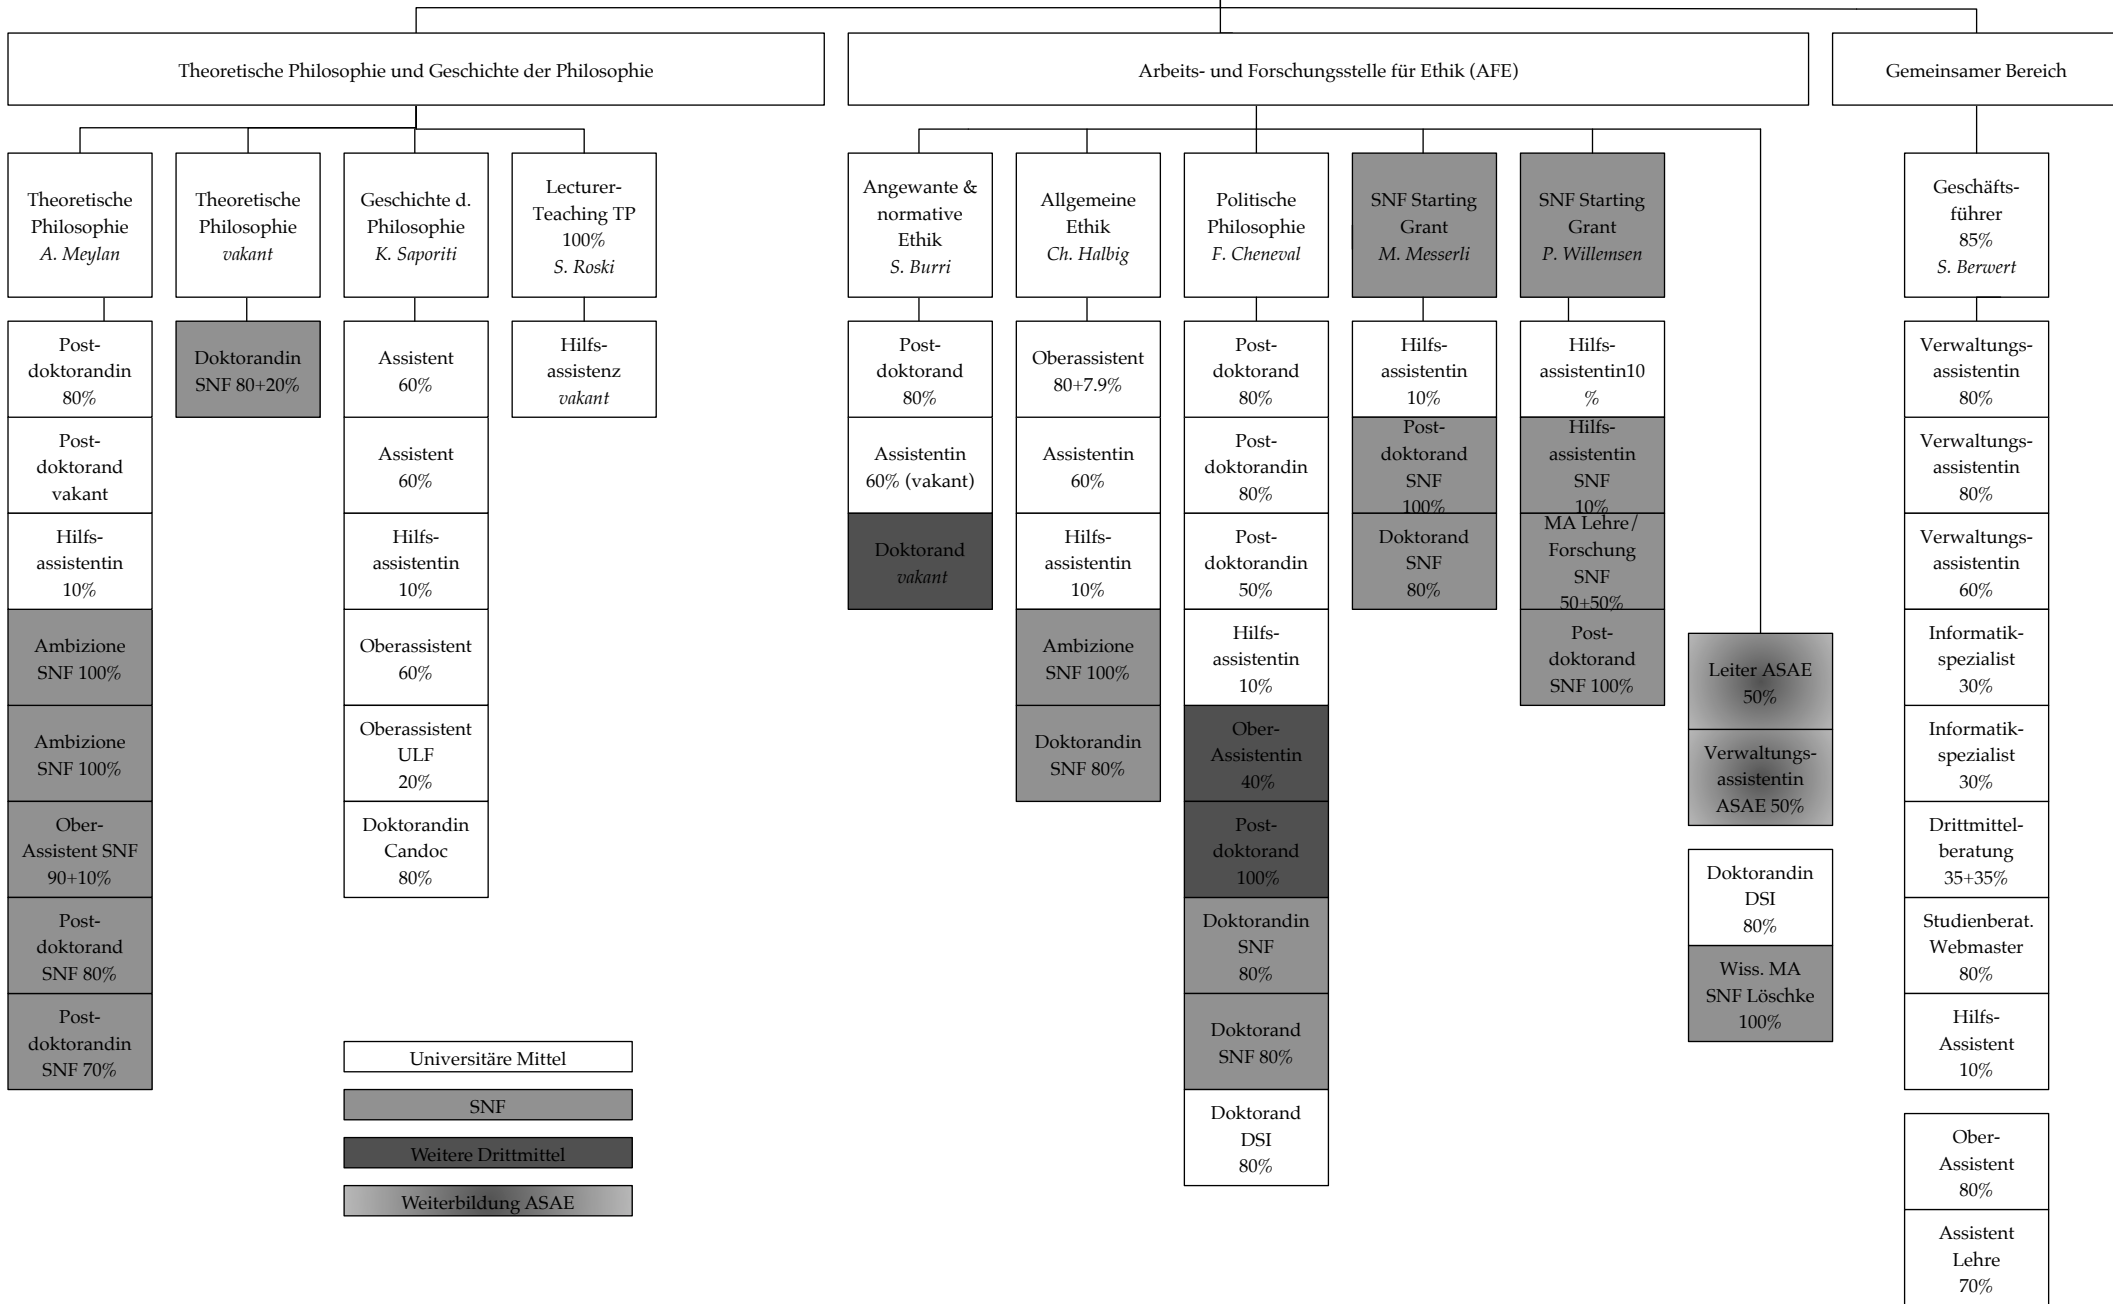 Theoretische Philosophie und Geschichte der Philosophie
Arbeits- und Forschungsstelle für Ethik (AFE)
Gemeinsamer Bereich
Theoretische
Philosophie
A. Meylan
Theoretische
Philosophie
vakant
Geschichte d.
Philosophie
K. Saporiti
Lecturer-
Teaching TP
100%
S. Roski
Angewante &
normative
Ethik
S. Burri
Allgemeine
Ethik
Ch. Halbig
Politische
Philosophie
F. Cheneval
SNF Starting
Grant
M. Messerli
SNF Starting
Grant
P. Willemsen
Geschäfts-
führer
85%
S. Berwert
Post-
doktorandin
80%
Post-
doktorand
vakant
Hilfs-
assistentin
10%
Ambizione
SNF 100%
Ambizione
SNF 100%
Ober-
Assistent SNF
90+10%
Post-
doktorand
SNF 80%
Post-
doktorandin
SNF 70%
Doktorandin
SNF 80+20%
Assistent
60%
Assistent
60%
Hilfs-
assistentin
10%
Oberassistent
60%
Oberassistent
ULF
20%
Doktorandin
Candoc
80%
Hilfs-
assistenz
vakant
Post-
doktorand
80%
Assistentin
60% (vakant)
Doktorand
vakant
Oberassistent
80+7.9%
Assistentin
60%
Hilfs-
assistentin
10%
Ambizione
SNF 100%
Doktorandin
SNF 80%
Post-
doktorand
80%
Post-
doktorandin
80%
Post-
doktorandin
50%
Hilfs-
assistentin
10%
Ober-
Assistentin
40%
Post-
doktorand
100%
Doktorandin
SNF
80%
Doktorand
SNF 80%
Doktorand
DSI
80%
Hilfs-
assistentin
10%
Post-
doktorand
SNF
100%
Doktorand
SNF
80%
Hilfs-
assistentin10
%
Hilfs-
assistentin
SNF
10%
MA Lehre/
Forschung
SNF
50+50%
Post-
doktorand
SNF 100%
Leiter ASAE
50%
Verwaltungs-
assistentin
ASAE 50%
Doktorandin
DSI
80%
Wiss. MA
SNF Löschke
100%
Verwaltungs-
assistentin
80%
Verwaltungs-
assistentin
80%
Verwaltungs-
assistentin
60%
Informatik-
spezialist
30%
Informatik-
spezialist
30%
Drittmittel-
beratung
35+35%
Studienberat.
Webmaster
80%
Hilfs-
Assistent
10%
Ober-
Assistent
80%
Assistent
Lehre
70%
Universitäre Mittel
SNF
Weitere Drittmittel
Weiterbildung ASAE